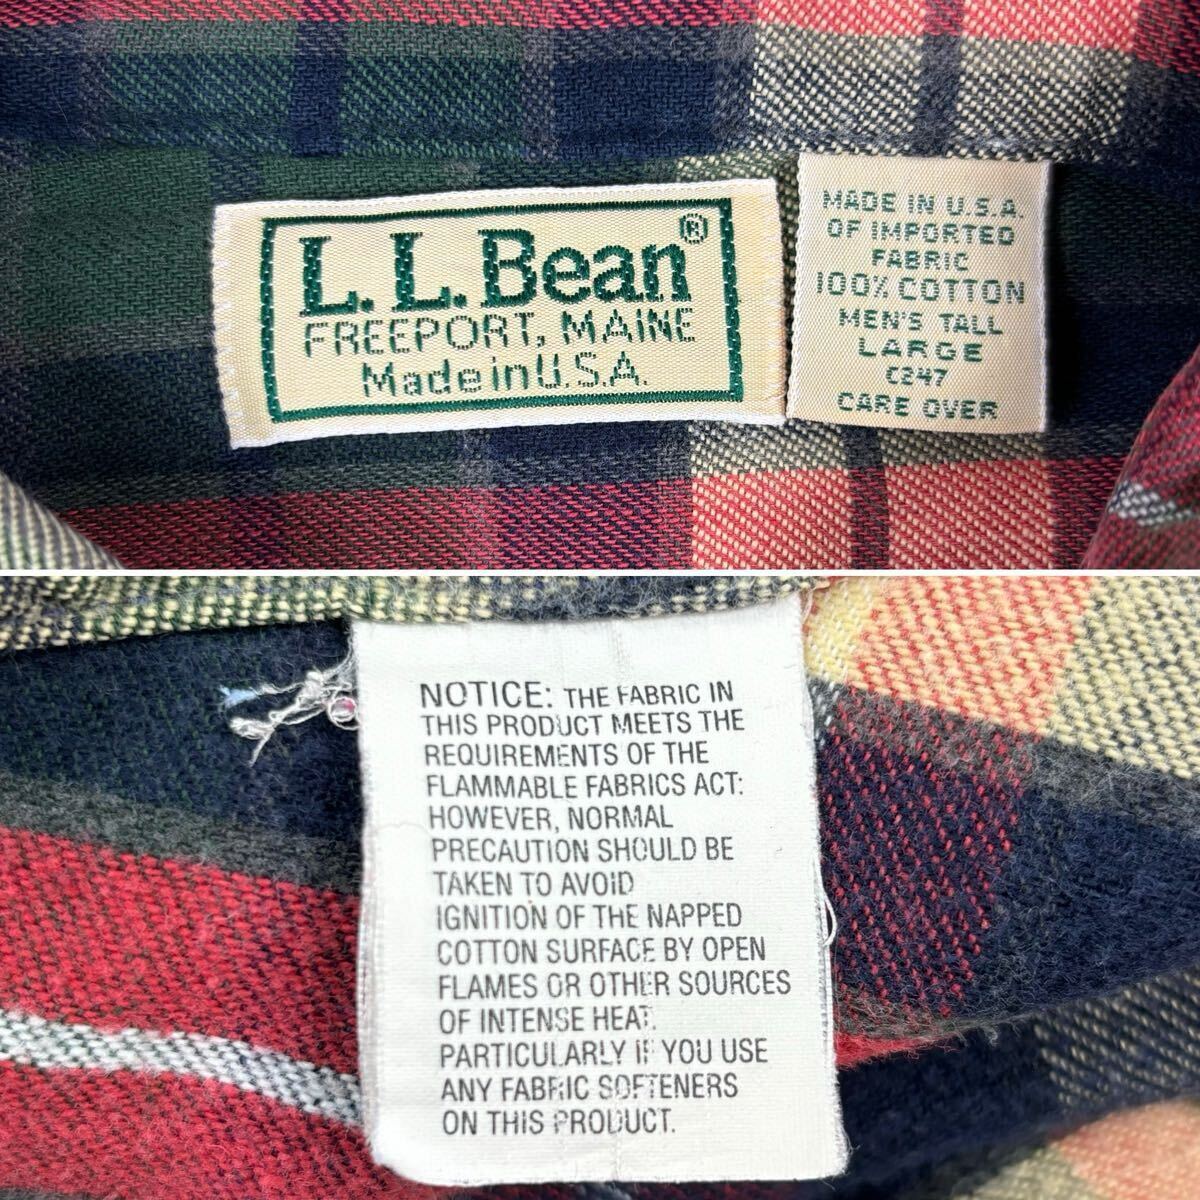 L.L.Bean®
FREEPORT, MAINE
Made in U.S.A.
MADE IN U.S.A.
OF IMPORTED
FABRIC
100% COTTON
MEN'S TALL
LARGE
C247
CARE OVER
NOTICE: THE FABRIC IN
THIS PRODUCT MEETS THE
REQUIREMENTS OF THE
FLAMMABLE FABRICS ACT:
HOWEVER, NORMAL
PRECAUTION SHOULD BE
TAKEN TO AVOID
IGNITION OF THE NAPPED
COTTON SURFACE BY OPEN
FLAMES OR OTHER SOURCES
OF INTENSE HEAT.
PARTICULARLY IF YOU USE
ANY FABRIC SOFTENERS
ON THIS PRODUCT.